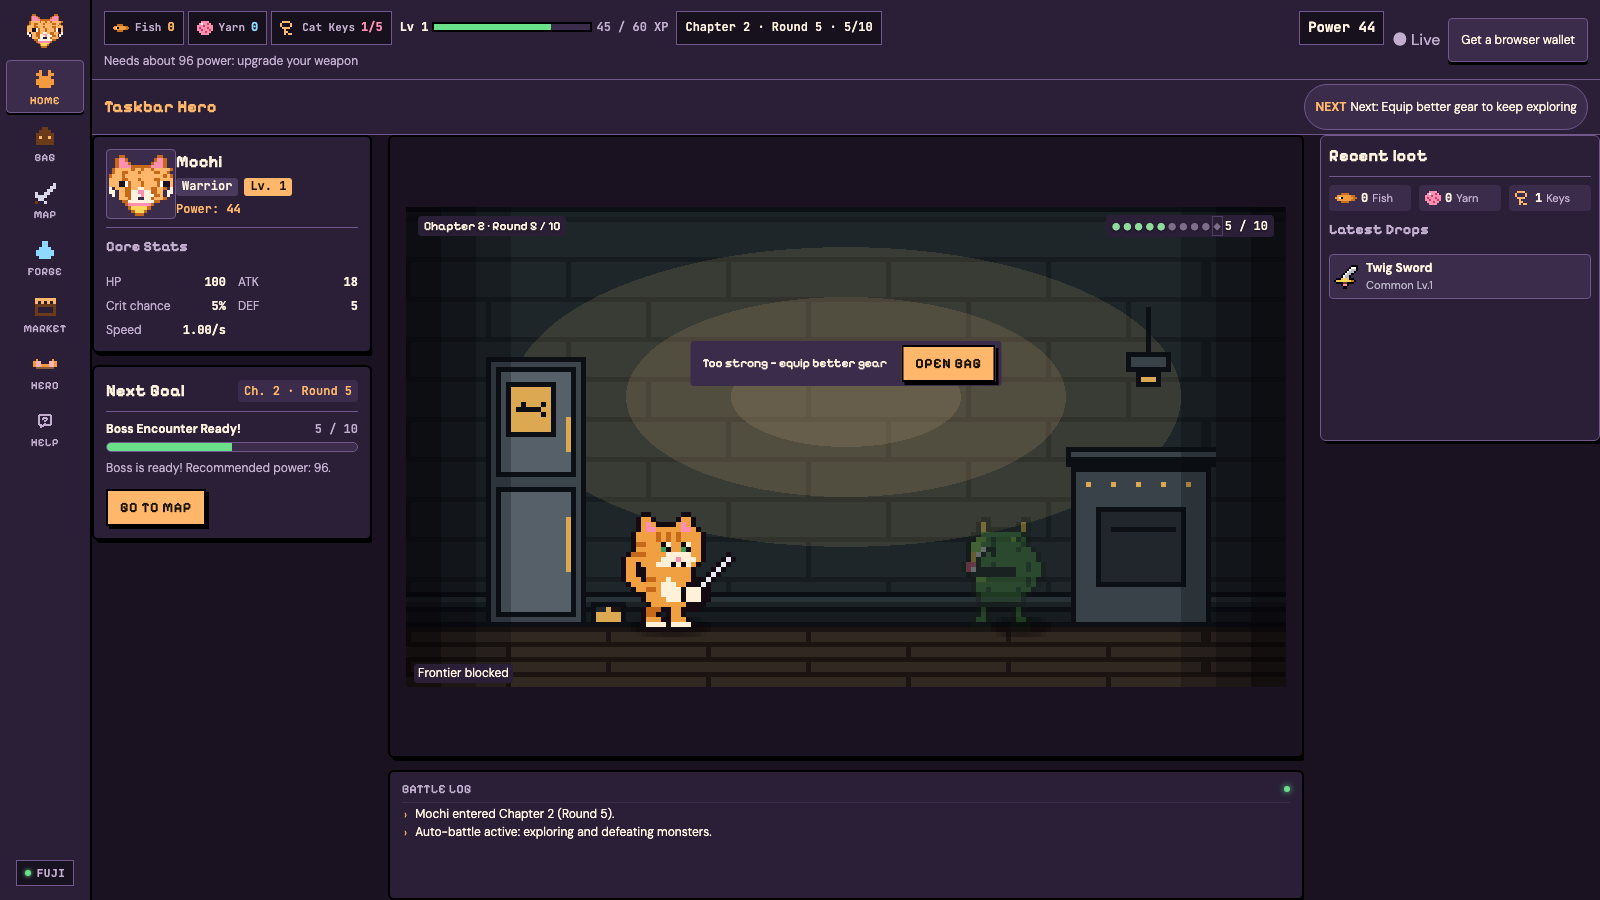 Fish 0
Yarn 0
Cat Keys 1/5
Lv 1
45 / 60 XP
Chapter 2 · Round 5 · 5/10
Power 44
Live
Get a browser wallet
Needs about 96 power: upgrade your weapon
HOME
BAG
MAP
FORGE
MARKET
HERO
HELP
FUJI
Taskbar Hero
NEXT Next: Equip better gear to keep exploring
Mochi
Warrior
Lv. 1
Power: 44
Core Stats
HP 100 ATK 18
Crit chance 5% DEF 5
Speed 1.00/s
Next Goal
Ch. 2 · Round 5
Boss Encounter Ready! 5 / 10
Boss is ready! Recommended power: 96.
GO TO MAP
Chapter 2 · Round 5 / 10
5 / 10
Too strong - equip better gear
OPEN BAG
Frontier blocked
BATTLE LOG
› Mochi entered Chapter 2 (Round 5).
› Auto-battle active: exploring and defeating monsters.
Recent loot
0 Fish
0 Yarn
1 Keys
Latest Drops
Twig Sword
Common Lv.1